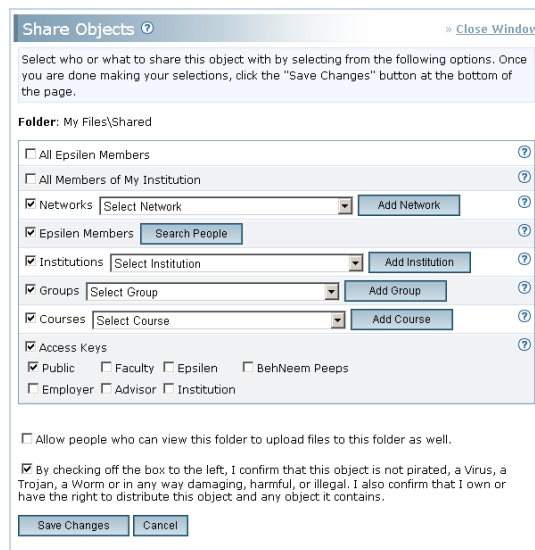 Share Objects ?
» Close Window
Select who or what to share this object with by selecting from the following options. Once
you are done making your selections, click the "Save Changes" button at the bottom of
the page.
Folder: My Files\Shared
All Epsilen Members ?
All Members of My Institution ?
Networks Select Network Add Network ?
Epsilen Members Search People ?
Institutions Select Institution Add Institution ?
Groups Select Group Add Group ?
Courses Select Course Add Course ?
Access Keys ?
Public Faculty Epsilen BehNeem Peeps
Employer Advisor Institution
Allow people who can view this folder to upload files to this folder as well.
By checking off the box to the left, I confirm that this object is not pirated, a Virus, a
Trojan, a Worm or in any way damaging, harmful, or illegal. I also confirm that I own or
have the right to distribute this object and any object it contains.
Save Changes Cancel